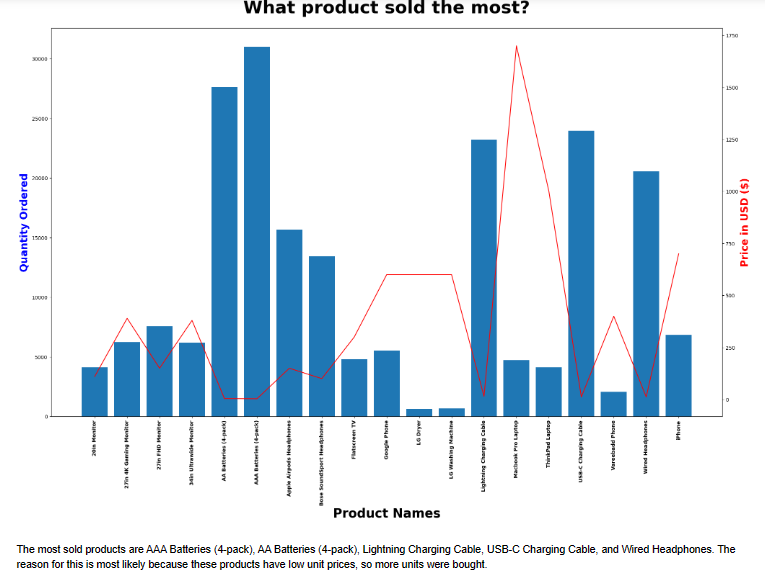 What product sold the most?
30000
25000
20000
15000
10000
5000
0
Quantity Ordered
1750
1500
1250
1000
750
500
250
0
Price in USD ($)
20in Monitor
27in 4K Gaming Monitor
27in FHD Monitor
34in Ultrawide Monitor
AA Batteries (4-pack)
AAA Batteries (4-pack)
Apple Airpods Headphones
Bose SoundSport Headphones
Flatscreen TV
Google Phone
LG Dryer
LG Washing Machine
Lightning Charging Cable
Macbook Pro Laptop
ThinkPad Laptop
USB-C Charging Cable
Vareebadd Phone
Wired Headphones
iPhone
Product Names
The most sold products are AAA Batteries (4-pack), AA Batteries (4-pack), Lightning Charging Cable, USB-C Charging Cable, and Wired Headphones. The
reason for this is most likely because these products have low unit prices, so more units were bought.